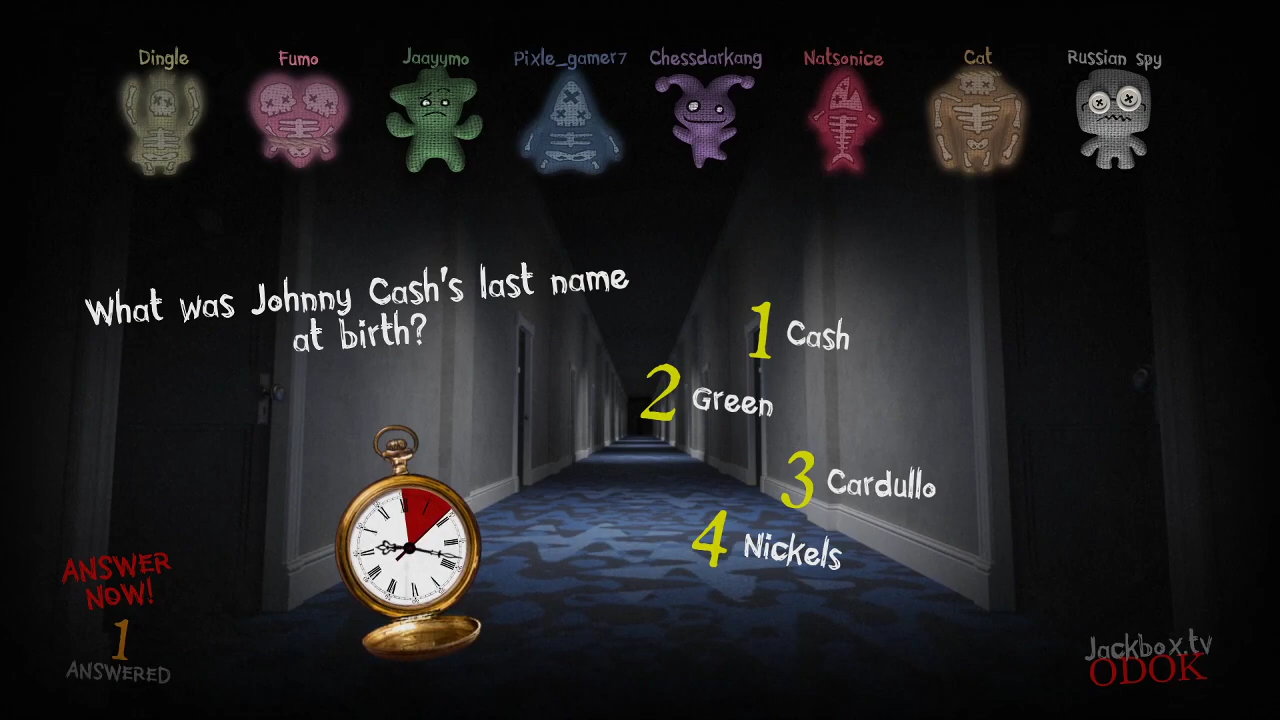 Dingle
Fumo
Jaayymo
Pixle_gamer7
Chessdarkang
Natsonice
Cat
Russian spy
What was Johnny Cash's last name
at birth?
1 Cash
2 Green
3 Cardullo
4 Nickels
ANSWER
NOW!
1
ANSWERED
Jackbox.tv
ODOK